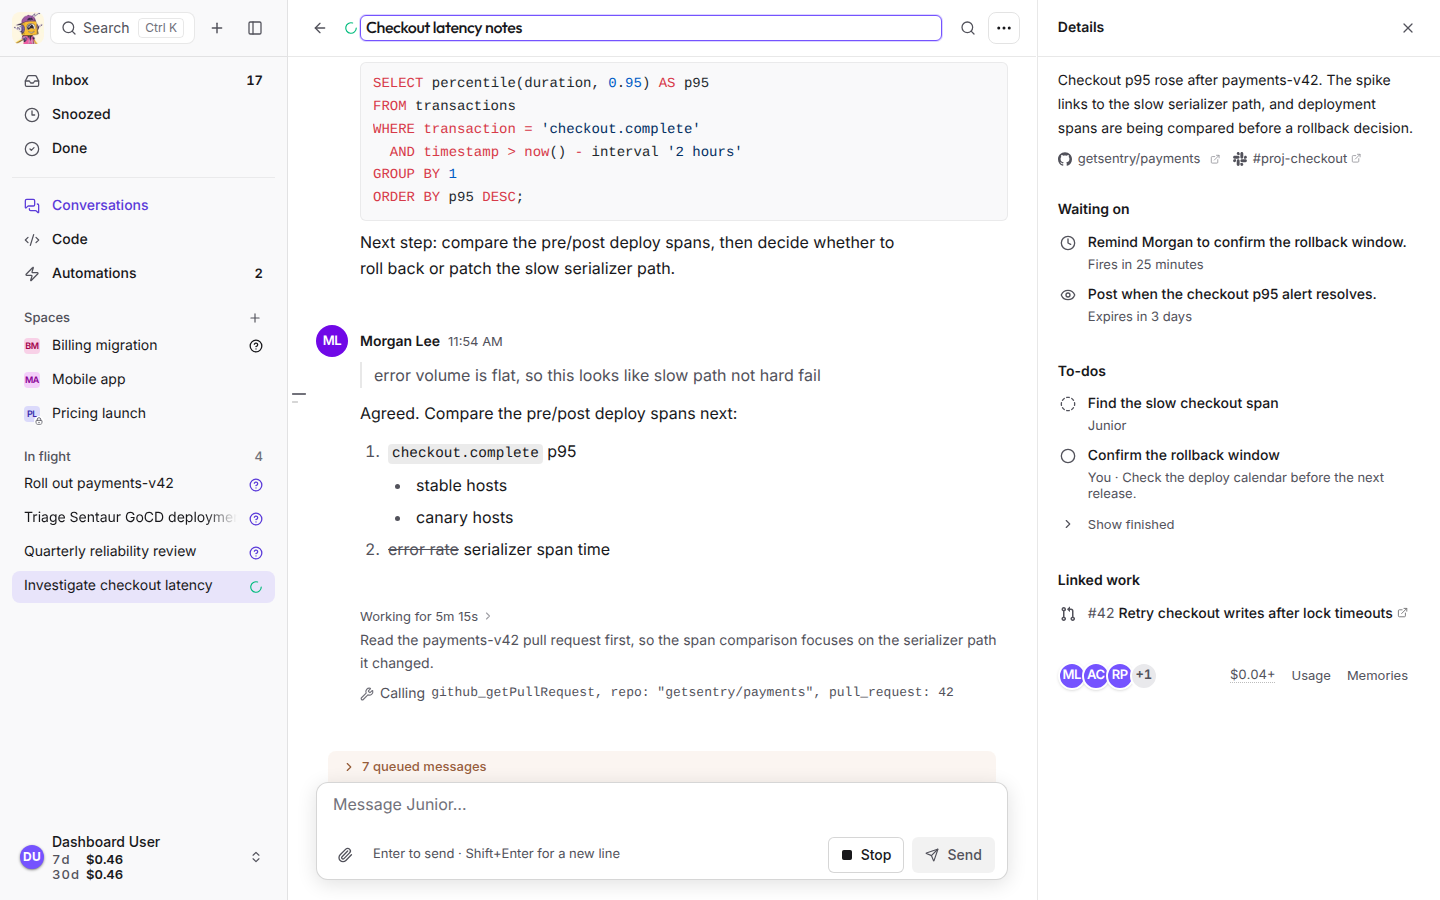 Search Ctrl K
Inbox 17
Snoozed
Done
Conversations
Code
Automations 2
Spaces
BM Billing migration
MA Mobile app
PL Pricing launch
In flight 4
Roll out payments-v42
Triage Sentaur GoCD deployme
Quarterly reliability review
Investigate checkout latency
DU Dashboard User
7d $0.46
30d $0.46
Checkout latency notes
SELECT percentile(duration, 0.95) AS p95
FROM transactions
WHERE transaction = 'checkout.complete'
AND timestamp > now() - interval '2 hours'
GROUP BY 1
ORDER BY p95 DESC;
Next step: compare the pre/post deploy spans, then decide whether to
roll back or patch the slow serializer path.
ML Morgan Lee 11:54 AM
error volume is flat, so this looks like slow path not hard fail
Agreed. Compare the pre/post deploy spans next:
1. checkout.complete p95
• stable hosts
• canary hosts
2. error rate serializer span time
Working for 5m 15s
Read the payments-v42 pull request first, so the span comparison focuses on the serializer path
it changed.
Calling github_getPullRequest, repo: "getsentry/payments", pull_request: 42
7 queued messages
Message Junior...
Enter to send · Shift+Enter for a new line
Stop
Send
Details
Checkout p95 rose after payments-v42. The spike
links to the slow serializer path, and deployment
spans are being compared before a rollback decision.
getsentry/payments #proj-checkout
Waiting on
Remind Morgan to confirm the rollback window.
Fires in 25 minutes
Post when the checkout p95 alert resolves.
Expires in 3 days
To-dos
Find the slow checkout span
Junior
Confirm the rollback window
You · Check the deploy calendar before the next
release.
Show finished
Linked work
#42 Retry checkout writes after lock timeouts
ML AC RP +1 $0.04+ Usage Memories